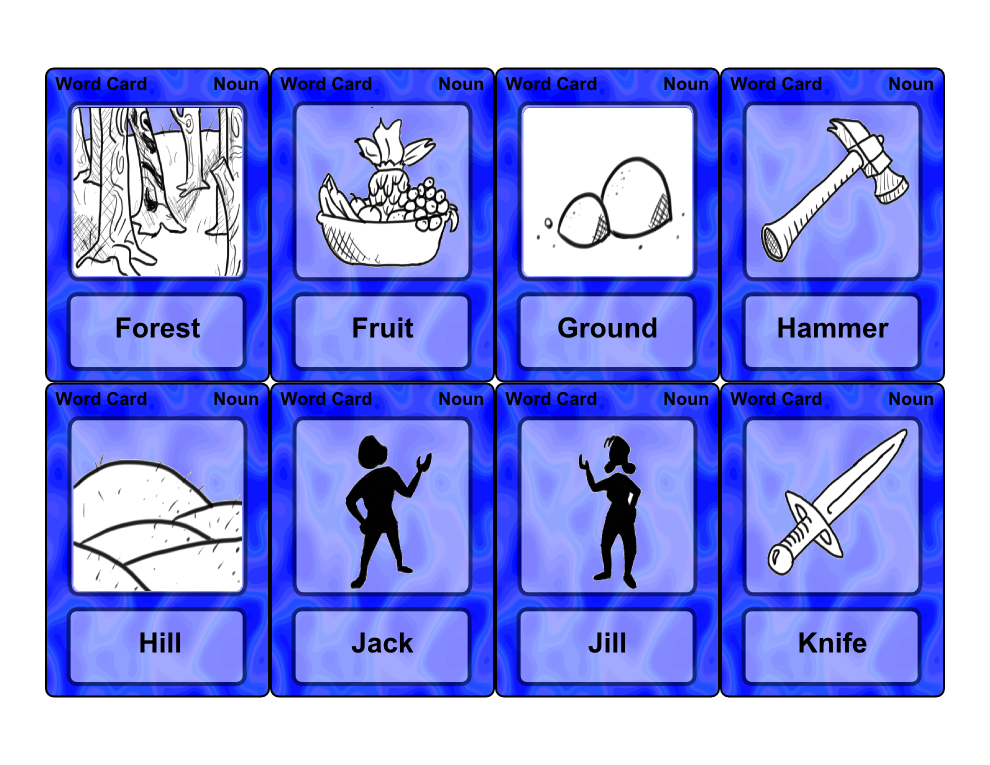 Word Card Noun
Word Card Noun
Word Card Noun
Word Card Noun
Forest
Fruit
Ground
Hammer
Word Card Noun
Word Card Noun
Word Card Noun
Word Card Noun
Hill
Jack
Jill
Knife